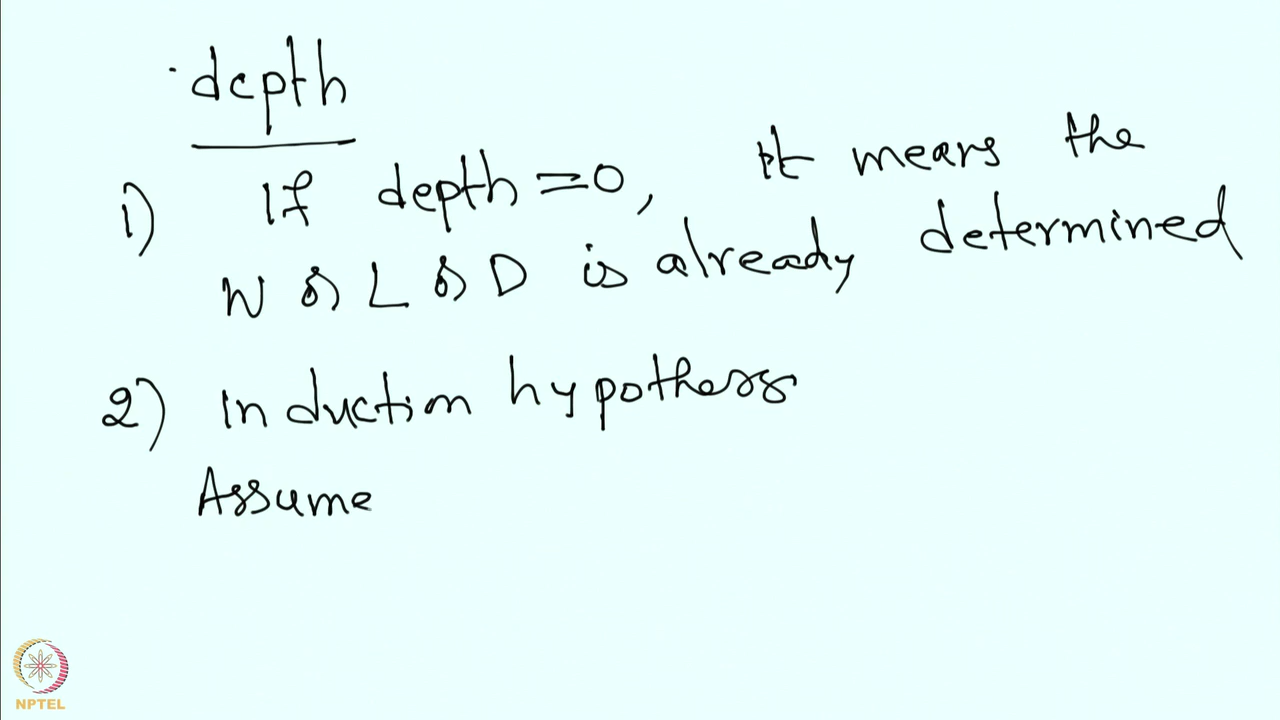 depth
1) If depth = 0, it means the
W or L or D is already determined
2) Induction hypothesis
Assume
NPTEL